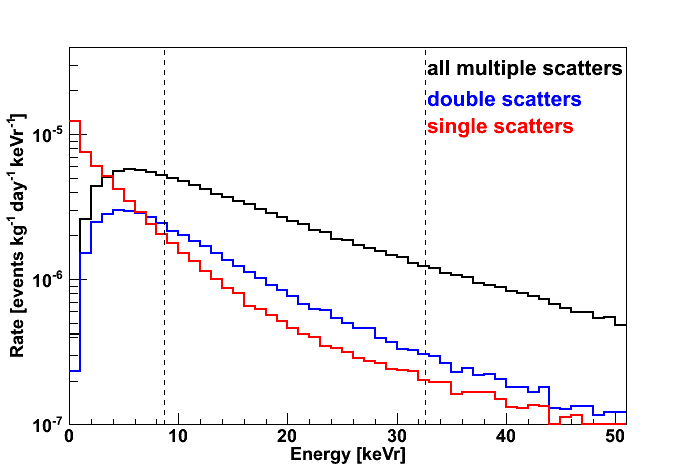 all multiple scatters
double scatters
single scatters
Rate [events kg⁻¹ day⁻¹ keVr⁻¹]
10⁻⁵
10⁻⁶
10⁻⁷
0 10 20 30 40 50
Energy [keVr]